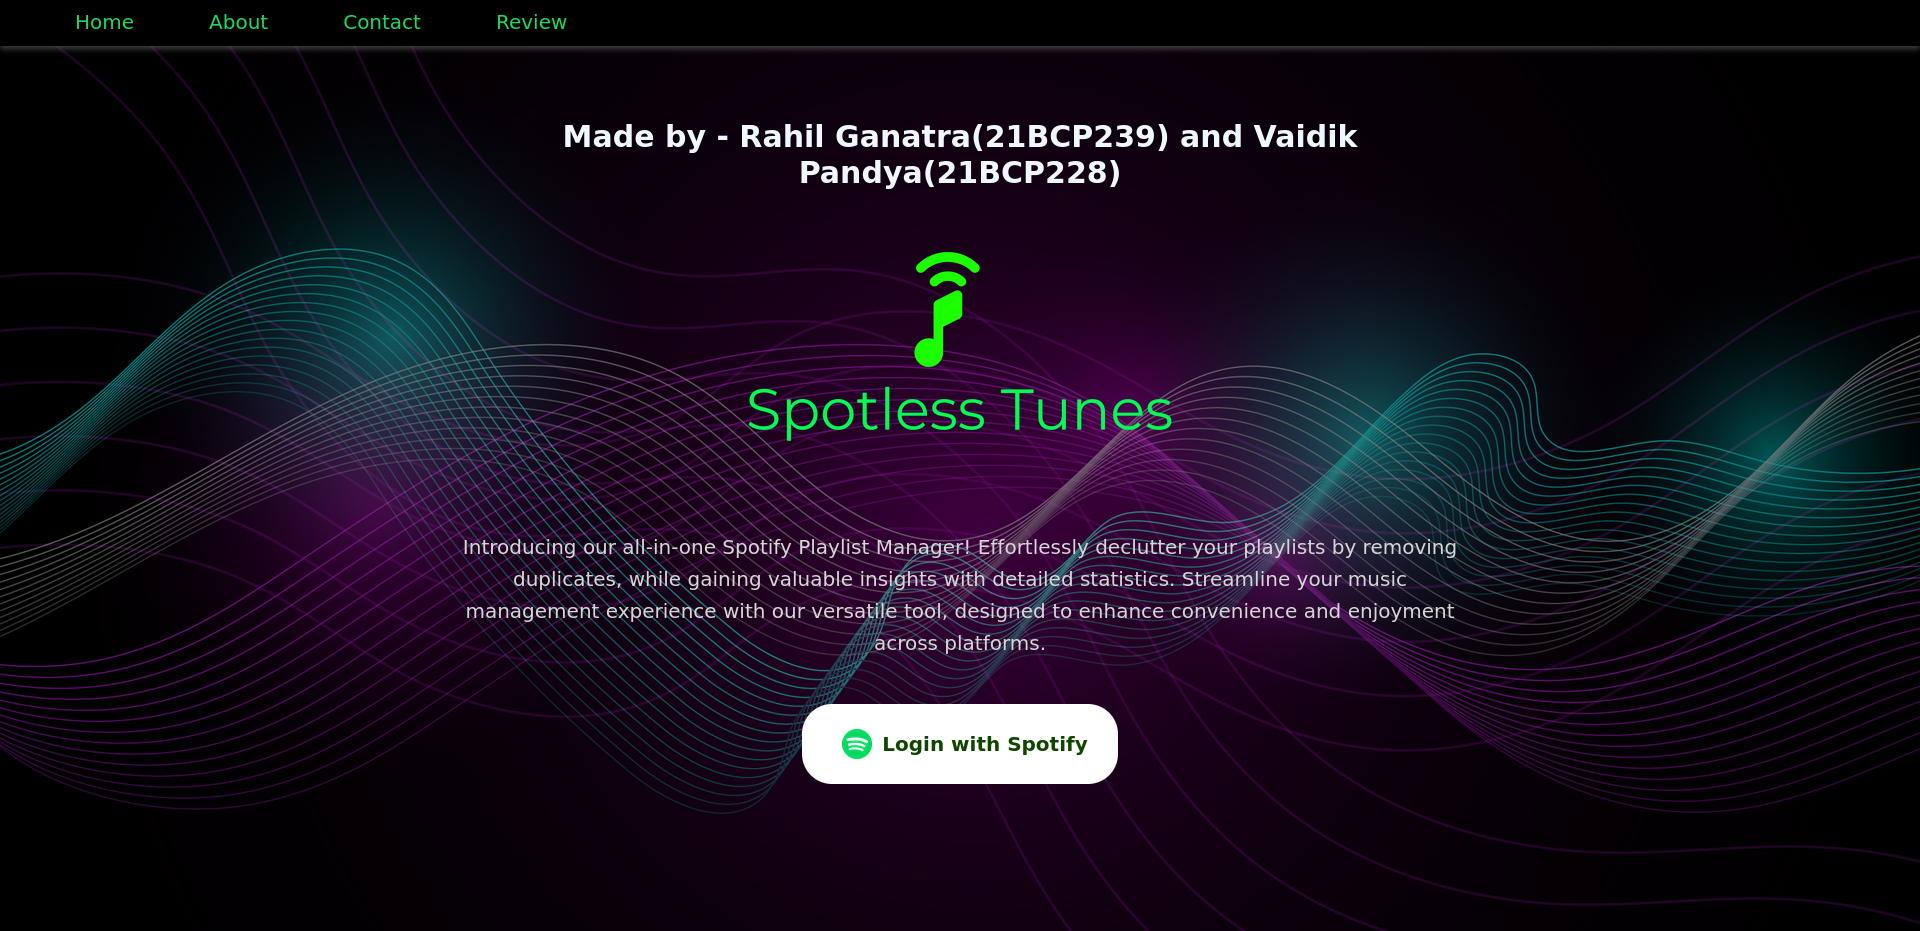 Home About Contact Review
Made by - Rahil Ganatra(21BCP239) and Vaidik
Pandya(21BCP228)
Spotless Tunes
Introducing our all-in-one Spotify Playlist Manager! Effortlessly declutter your playlists by removing
duplicates, while gaining valuable insights with detailed statistics. Streamline your music
management experience with our versatile tool, designed to enhance convenience and enjoyment
across platforms.
Login with Spotify